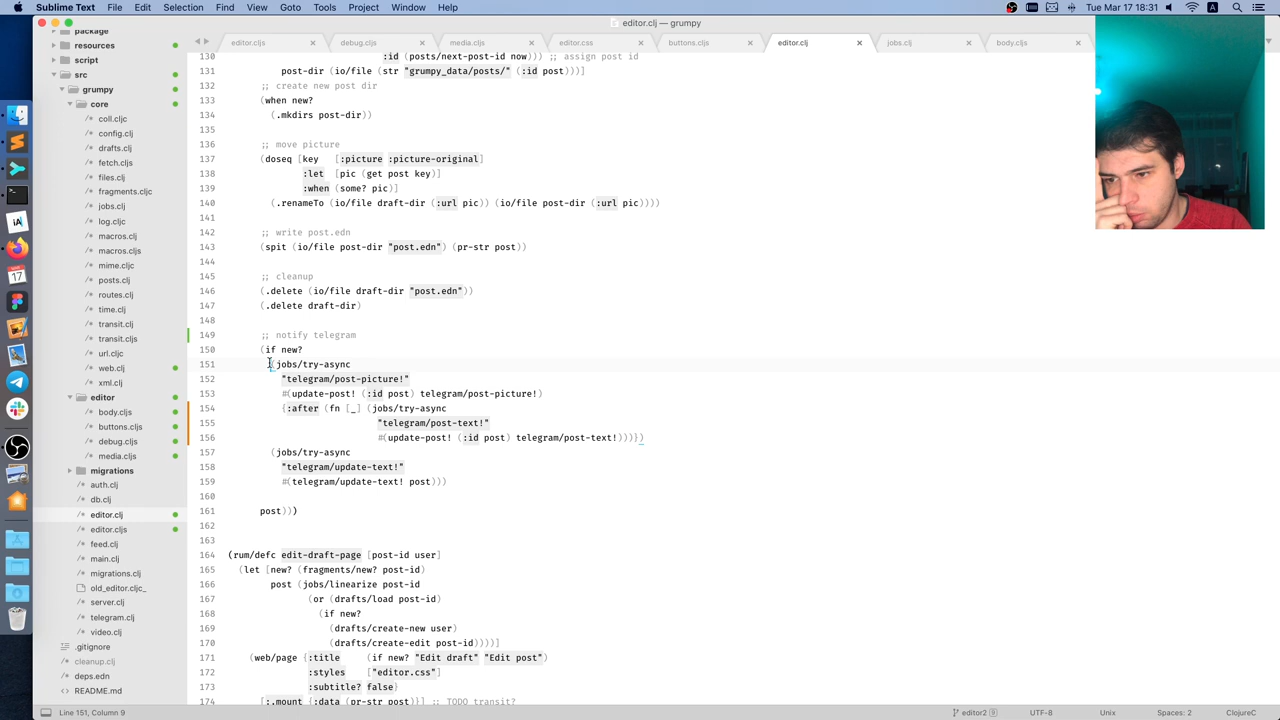 Sublime Text File Edit Selection Find View Goto Tools Project Window Help
Tue Mar 17 18:31
editor.clj — grumpy
editor.cljs debug.cljs media.cljs editor.css buttons.cljs editor.clj jobs.clj body.cljs
package
resources
script
src
grumpy
core
coll.cljc
config.clj
drafts.clj
fetch.cljs
files.clj
fragments.cljc
jobs.clj
log.cljc
macros.clj
macros.cljs
mime.cljc
posts.clj
routes.clj
time.clj
transit.clj
transit.cljs
url.cljc
web.clj
xml.clj
editor
body.cljs
buttons.cljs
debug.cljs
media.cljs
migrations
auth.clj
db.clj
editor.clj
editor.cljs
feed.clj
main.clj
migrations.clj
old_editor.cljc_
server.clj
telegram.clj
video.clj
.gitignore
cleanup.clj
deps.edn
README.md
130 :id (posts/next-post-id now))) ;; assign post id
131 post-dir (io/file (str "grumpy_data/posts/" (:id post)))]
132 ;; create new post dir
133 (when new?
134 (.mkdirs post-dir))
135
136 ;; move picture
137 (doseq [key [:picture :picture-original]
138 :let [pic (get post key)]
139 :when (some? pic)]
140 (.renameTo (io/file draft-dir (:url pic)) (io/file post-dir (:url pic))))
141
142 ;; write post.edn
143 (spit (io/file post-dir "post.edn") (pr-str post))
144
145 ;; cleanup
146 (.delete (io/file draft-dir "post.edn"))
147 (.delete draft-dir)
148
149 ;; notify telegram
150 (if new?
151 (jobs/try-async
152 "telegram/post-picture!"
153 #(update-post! (:id post) telegram/post-picture!)
154 {:after (fn [_] (jobs/try-async
155 "telegram/post-text!"
156 #(update-post! (:id post) telegram/post-text!)))})
157 (jobs/try-async
158 "telegram/update-text!"
159 #(telegram/update-text! post)))
160
161 post)))
162
163
164 (rum/defc edit-draft-page [post-id user]
165 (let [new? (fragments/new? post-id)
166 post (jobs/linearize post-id
167 (or (drafts/load post-id)
168 (if new?
169 (drafts/create-new user)
170 (drafts/create-edit post-id))))]
171 (web/page {:title (if new? "Edit draft" "Edit post")
172 :styles ["editor.css"]
173 :subtitle? false}
174 [:.mount {:data (pr-str post)}] ;; TODO transit?
Line 151, Column 9
editor2 9 UTF-8 Unix Spaces: 2 ClojureC